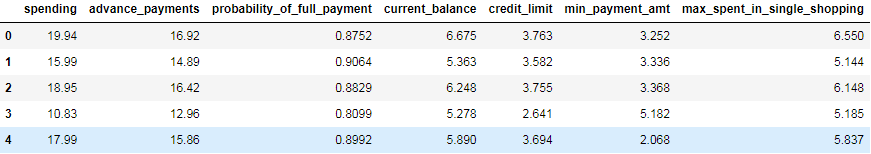 spending advance_payments probability_of_full_payment current_balance credit_limit min_payment_amt max_spent_in_single_shopping
0 19.94 16.92 0.8752 6.675 3.763 3.252 6.550
1 15.99 14.89 0.9064 5.363 3.582 3.336 5.144
2 18.95 16.42 0.8829 6.248 3.755 3.368 6.148
3 10.83 12.96 0.8099 5.278 2.641 5.182 5.185
4 17.99 15.86 0.8992 5.890 3.694 2.068 5.837